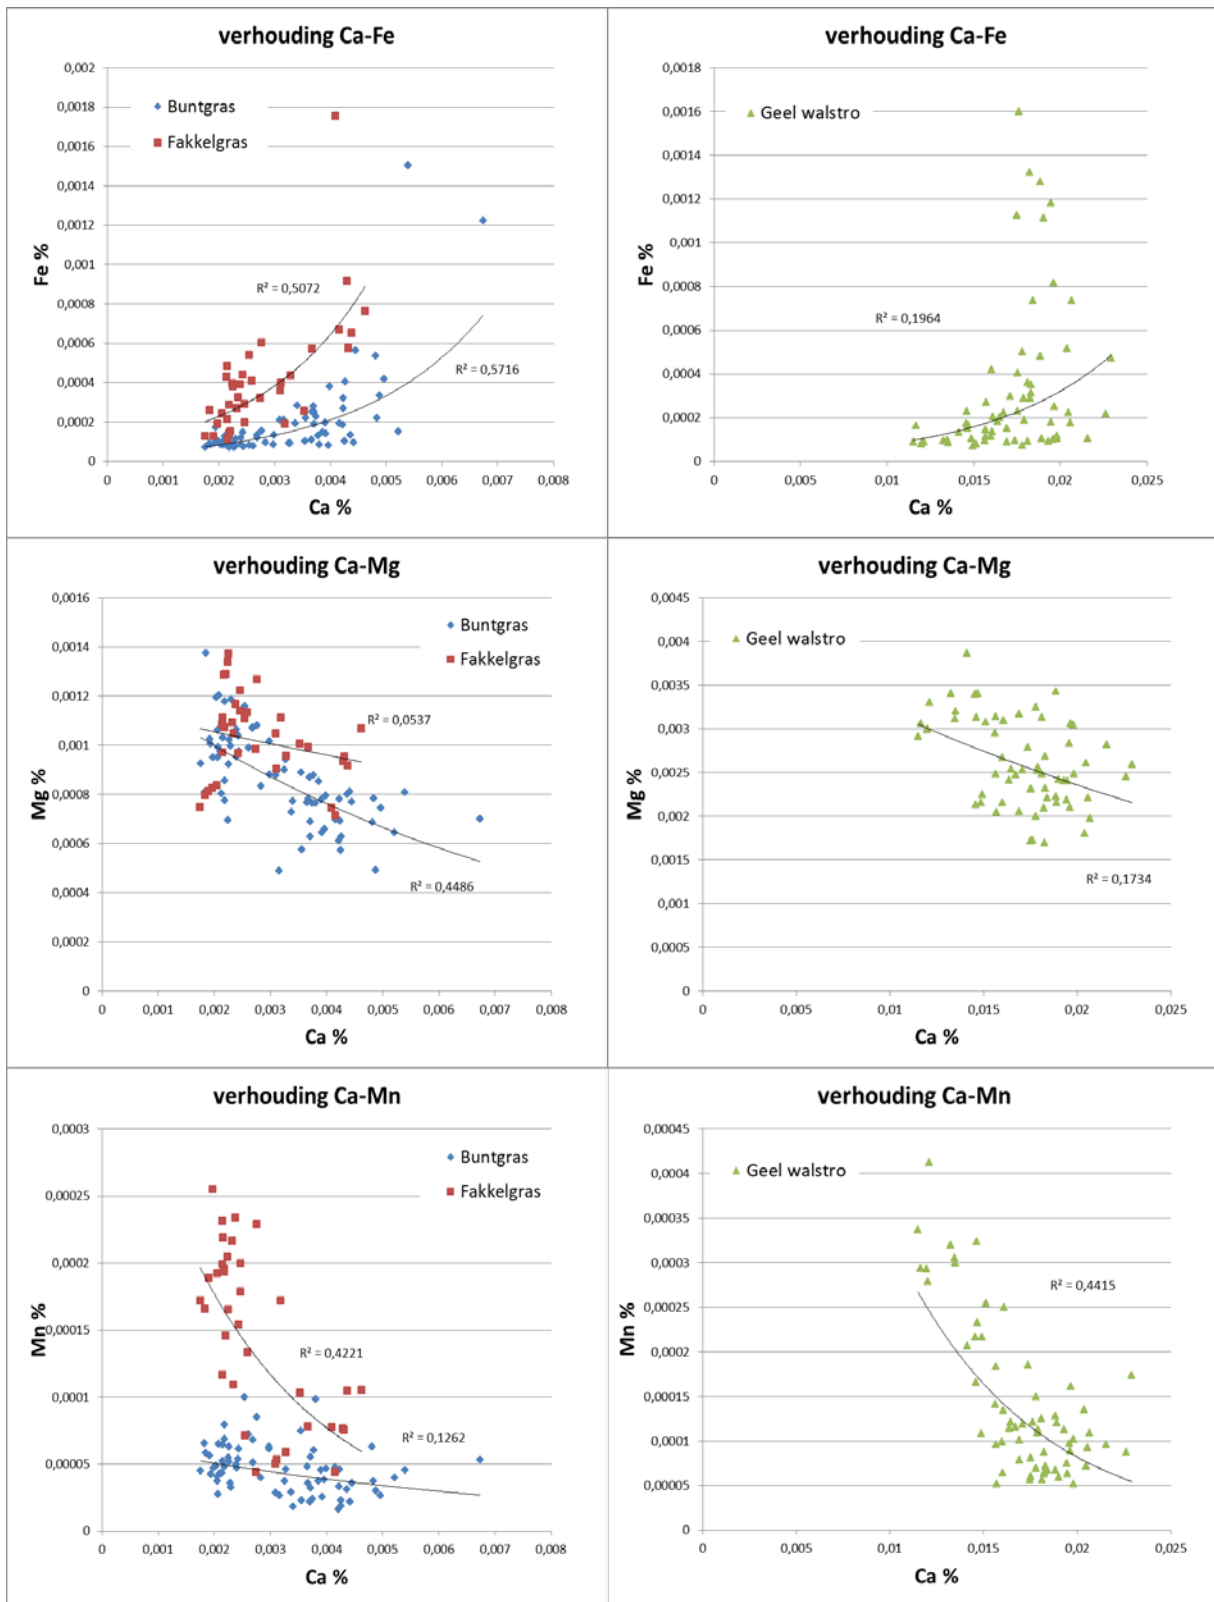 verhouding Ca-Fe
0,002
0,0018
0,0016
0,0014
0,0012
0,001
0,0008
0,0006
0,0004
0,0002
0
Fe %
Buntgras
Fakkelgras
R² = 0,5072
R² = 0,5716
0 0,001 0,002 0,003 0,004 0,005 0,006 0,007 0,008
Ca %
verhouding Ca-Fe
0,0018
0,0016
0,0014
0,0012
0,001
0,0008
0,0006
0,0004
0,0002
0
Fe %
Geel walstro
R² = 0,1964
0 0,005 0,01 0,015 0,02 0,025
Ca %
verhouding Ca-Mg
0,0016
0,0014
0,0012
0,001
0,0008
0,0006
0,0004
0,0002
0
Mg %
Buntgras
Fakkelgras
R² = 0,0537
R² = 0,4486
0 0,001 0,002 0,003 0,004 0,005 0,006 0,007 0,008
Ca %
verhouding Ca-Mg
0,0045
0,004
0,0035
0,003
0,0025
0,002
0,0015
0,001
0,0005
0
Mg %
Geel walstro
R² = 0,1734
0 0,005 0,01 0,015 0,02 0,025
Ca %
verhouding Ca-Mn
0,0003
0,00025
0,0002
0,00015
0,0001
0,00005
0
Mn %
Buntgras
Fakkelgras
R² = 0,4221
R² = 0,1262
0 0,001 0,002 0,003 0,004 0,005 0,006 0,007 0,008
Ca %
verhouding Ca-Mn
0,00045
0,0004
0,00035
0,0003
0,00025
0,0002
0,00015
0,0001
0,00005
0
Mn %
Geel walstro
R² = 0,4415
0 0,005 0,01 0,015 0,02 0,025
Ca %